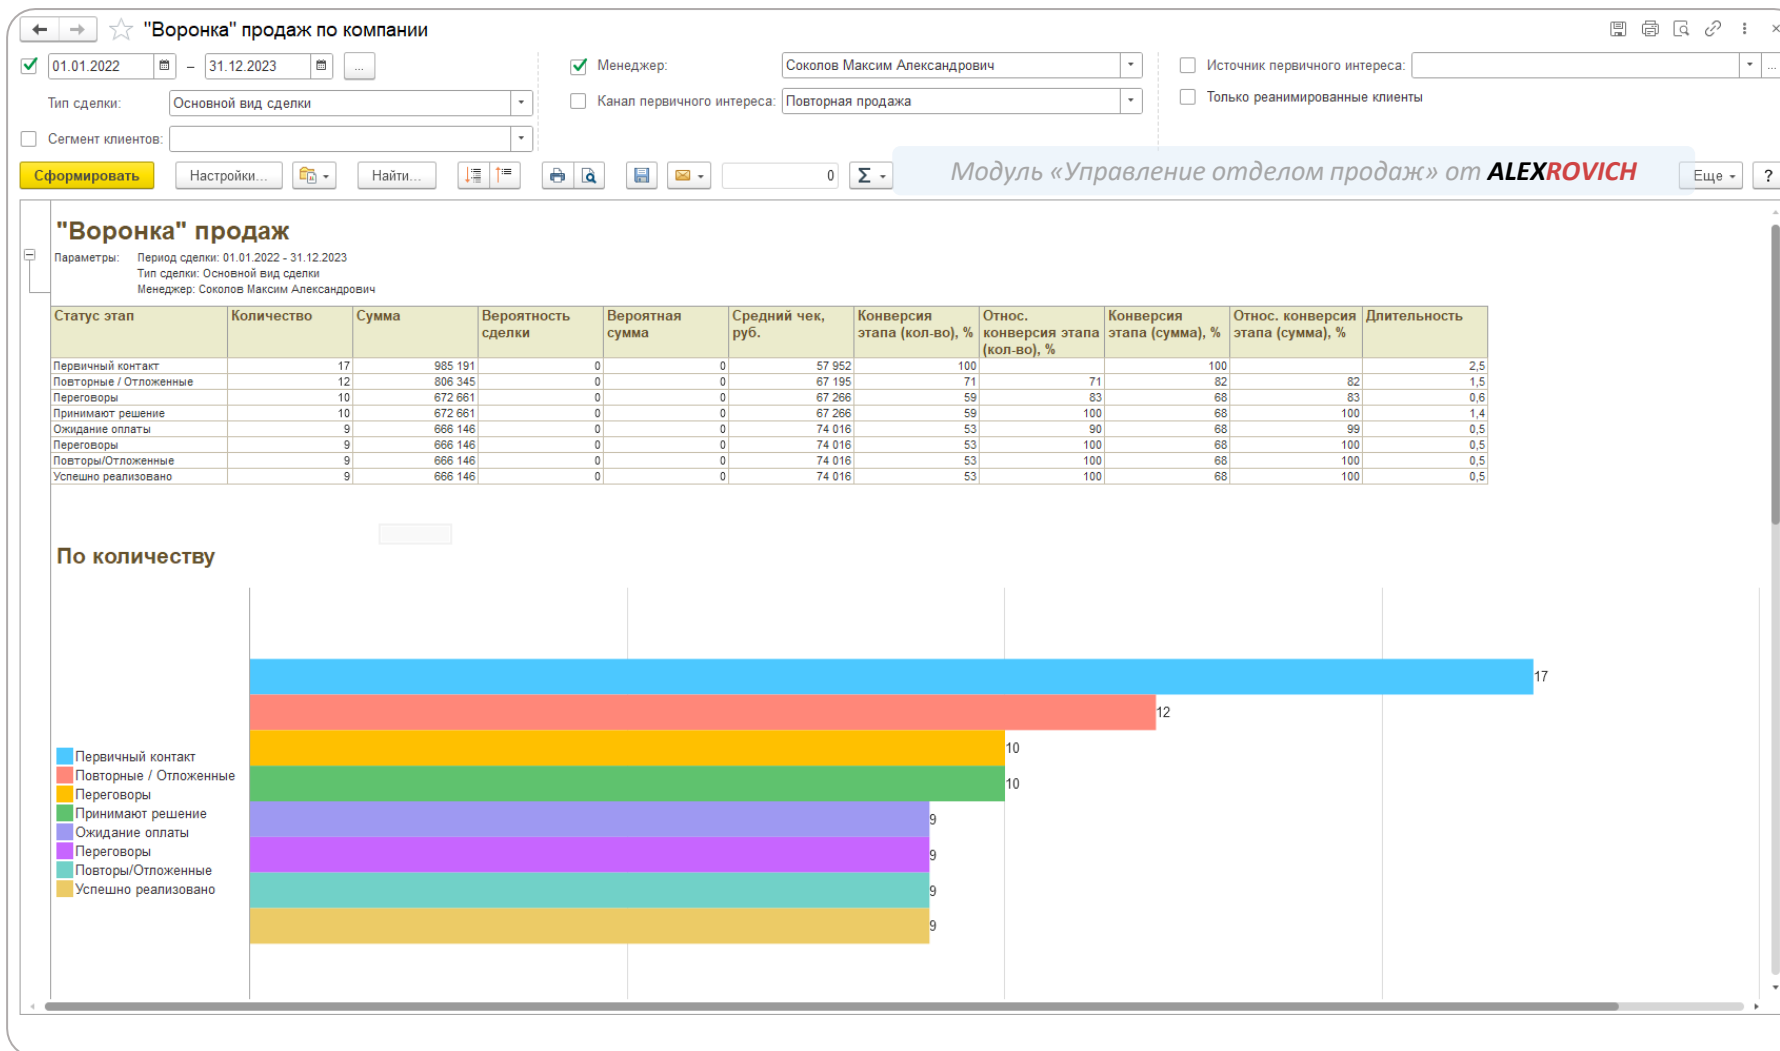 "Воронка" продаж по компании
01.01.2022 – 31.12.2023 ... Менеджер: Соколов Максим Александрович Источник первичного интереса: ...
Тип сделки: Основной вид сделки Канал первичного интереса: Повторная продажа Только реанимированные клиенты
Сегмент клиентов:
Сформировать Настройки... Найти... 0 Σ Модуль «Управление отделом продаж» от ALEXROVICH Еще ?
"Воронка" продаж
Параметры: Период сделки: 01.01.2022 - 31.12.2023
Тип сделки: Основной вид сделки
Менеджер: Соколов Максим Александрович
Статус этап Количество Сумма Вероятность сделки Вероятная сумма Средний чек, руб. Конверсия этапа (кол-во), % Относ. конверсия этапа (кол-во), % Конверсия этапа (сумма), % Относ. конверсия этапа (сумма), % Длительность
Первичный контакт 17 985 191 0 0 57 952 100 100 2,5
Повторные / Отложенные 12 806 345 0 0 67 195 71 71 82 82 1,5
Переговоры 10 672 661 0 0 67 266 59 83 68 83 0,6
Принимают решение 10 672 661 0 0 67 266 59 100 68 100 1,4
Ожидание оплаты 9 666 146 0 0 74 016 53 90 68 99 0,5
Переговоры 9 666 146 0 0 74 016 53 100 68 100 0,5
Повторы/Отложенные 9 666 146 0 0 74 016 53 100 68 100 0,5
Успешно реализовано 9 666 146 0 0 74 016 53 100 68 100 0,5
По количеству
17
12
10
10
9
9
9
9
Первичный контакт
Повторные / Отложенные
Переговоры
Принимают решение
Ожидание оплаты
Переговоры
Повторы/Отложенные
Успешно реализовано